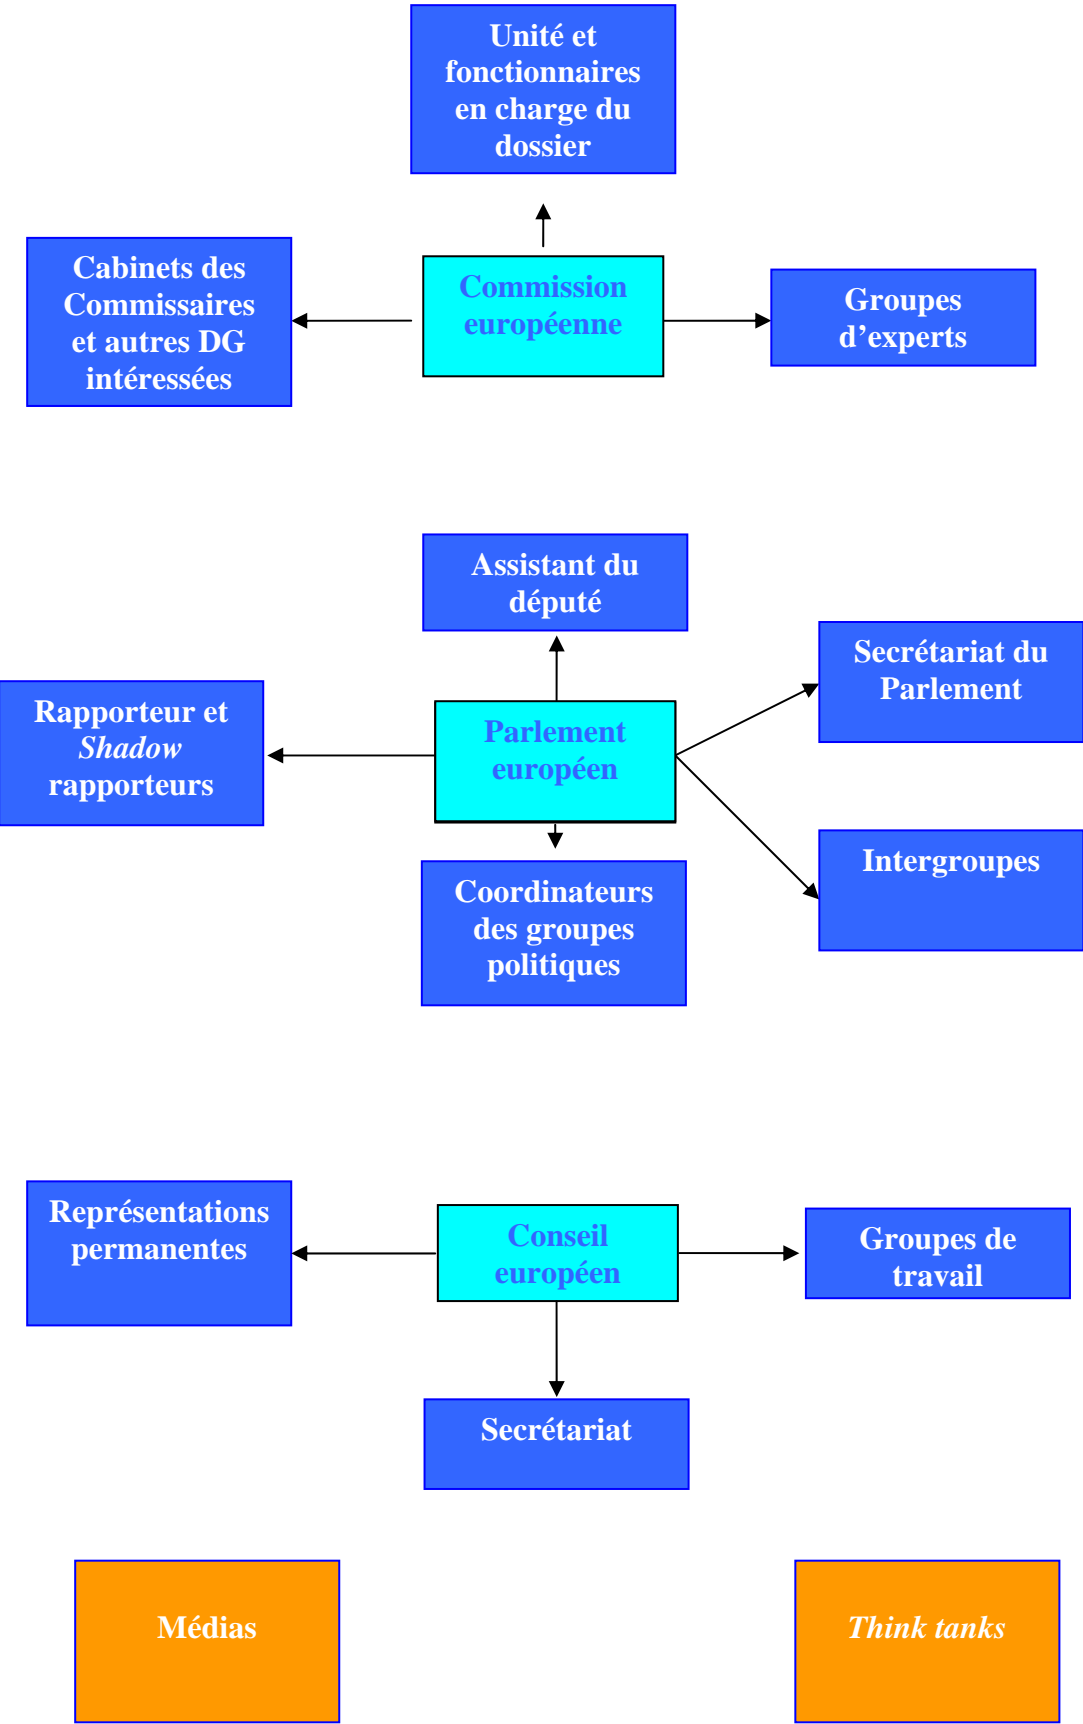 Unité et
fonctionnaires
en charge du
dossier
Cabinets des
Commissaires
et autres DG
intéressées
Commission
européenne
Groupes
d’experts
Assistant du
député
Rapporteur et
Shadow
rapporteurs
Parlement
européen
Secrétariat du
Parlement
Intergroupes
Coordinateurs
des groupes
politiques
Représentations
permanentes
Conseil
européen
Groupes de
travail
Secrétariat
Médias
Think tanks